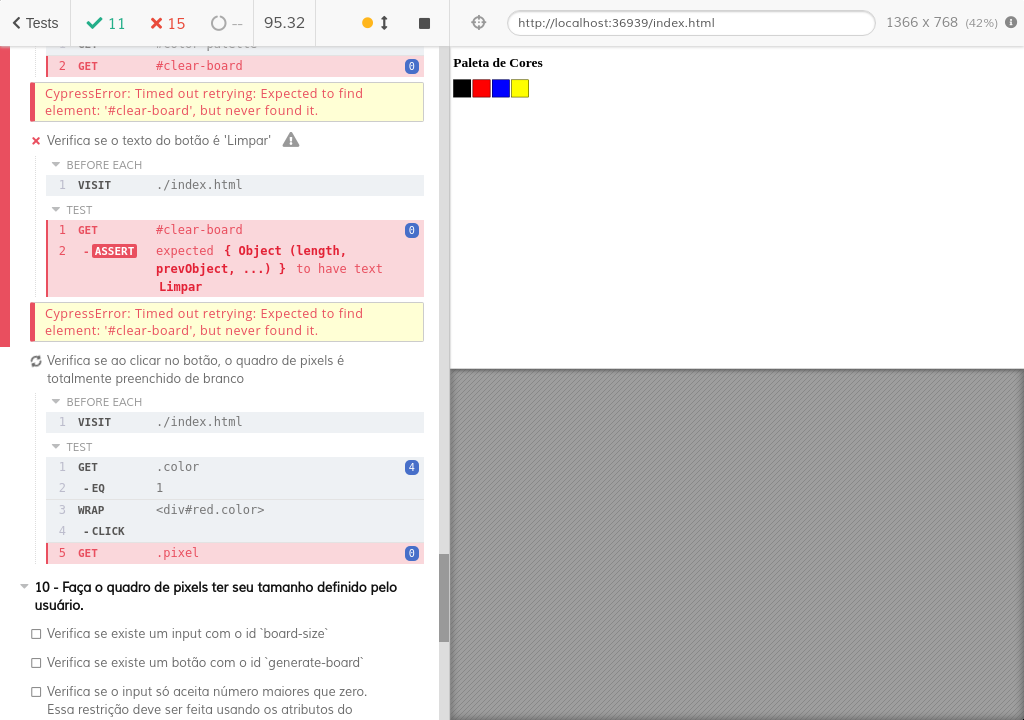 Tests
11
15
--
95.32
http://localhost:36939/index.html
1366 x 768 (42%)
2 GET #clear-board 0
CypressError: Timed out retrying: Expected to find
element: '#clear-board', but never found it.
Verifica se o texto do botão é 'Limpar'
BEFORE EACH
1 VISIT ./index.html
TEST
1 GET #clear-board 0
2 - ASSERT expected { Object (length,
prevObject, ...) } to have text
Limpar
CypressError: Timed out retrying: Expected to find
element: '#clear-board', but never found it.
Verifica se ao clicar no botão, o quadro de pixels é
totalmente preenchido de branco
BEFORE EACH
1 VISIT ./index.html
TEST
1 GET .color 4
2 - EQ 1
3 WRAP <div#red.color>
4 - CLICK
5 GET .pixel 0
10 - Faça o quadro de pixels ter seu tamanho definido pelo
usuário.
Verifica se existe um input com o id `board-size`
Verifica se existe um botão com o id `generate-board`
Verifica se o input só aceita número maiores que zero.
Essa restrição deve ser feita usando os atributos do
Paleta de Cores